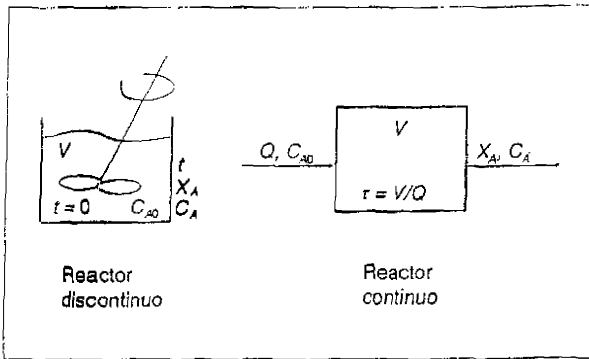 V
t
X_A
t = 0 C_A0 C_A
Reactor
discontinuo
Q, C_A0
V
τ = V/Q
X_A, C_A
Reactor
continuo